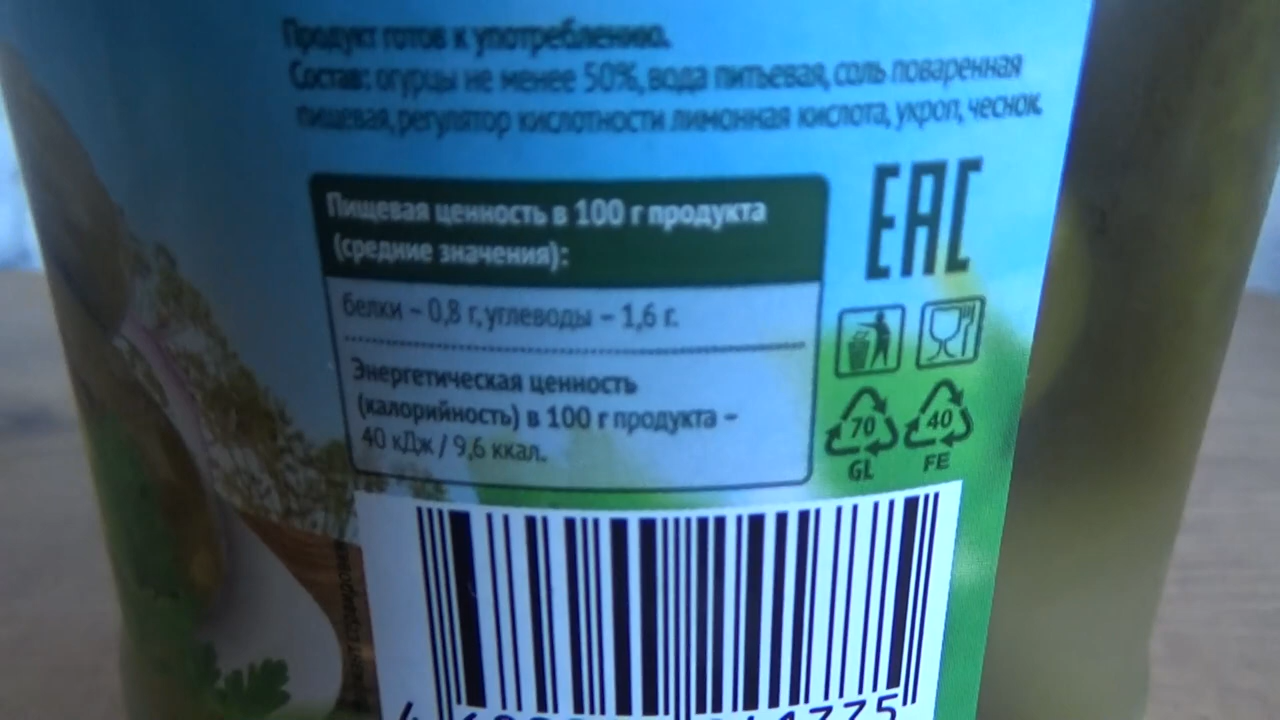 Продукт готов к употреблению.
Состав: огурцы не менее 50%, вода питьевая, соль поваренная
пищевая, регулятор кислотности лимонная кислота, укроп, чеснок.
ЕАС
Пищевая ценность в 100 г продукта
(средние значения):
белки – 0,8 г, углеводы – 1,6 г.
Энергетическая ценность
(калорийность) в 100 г продукта –
40 кДж / 9,6 ккал.
70
GL
40
FE